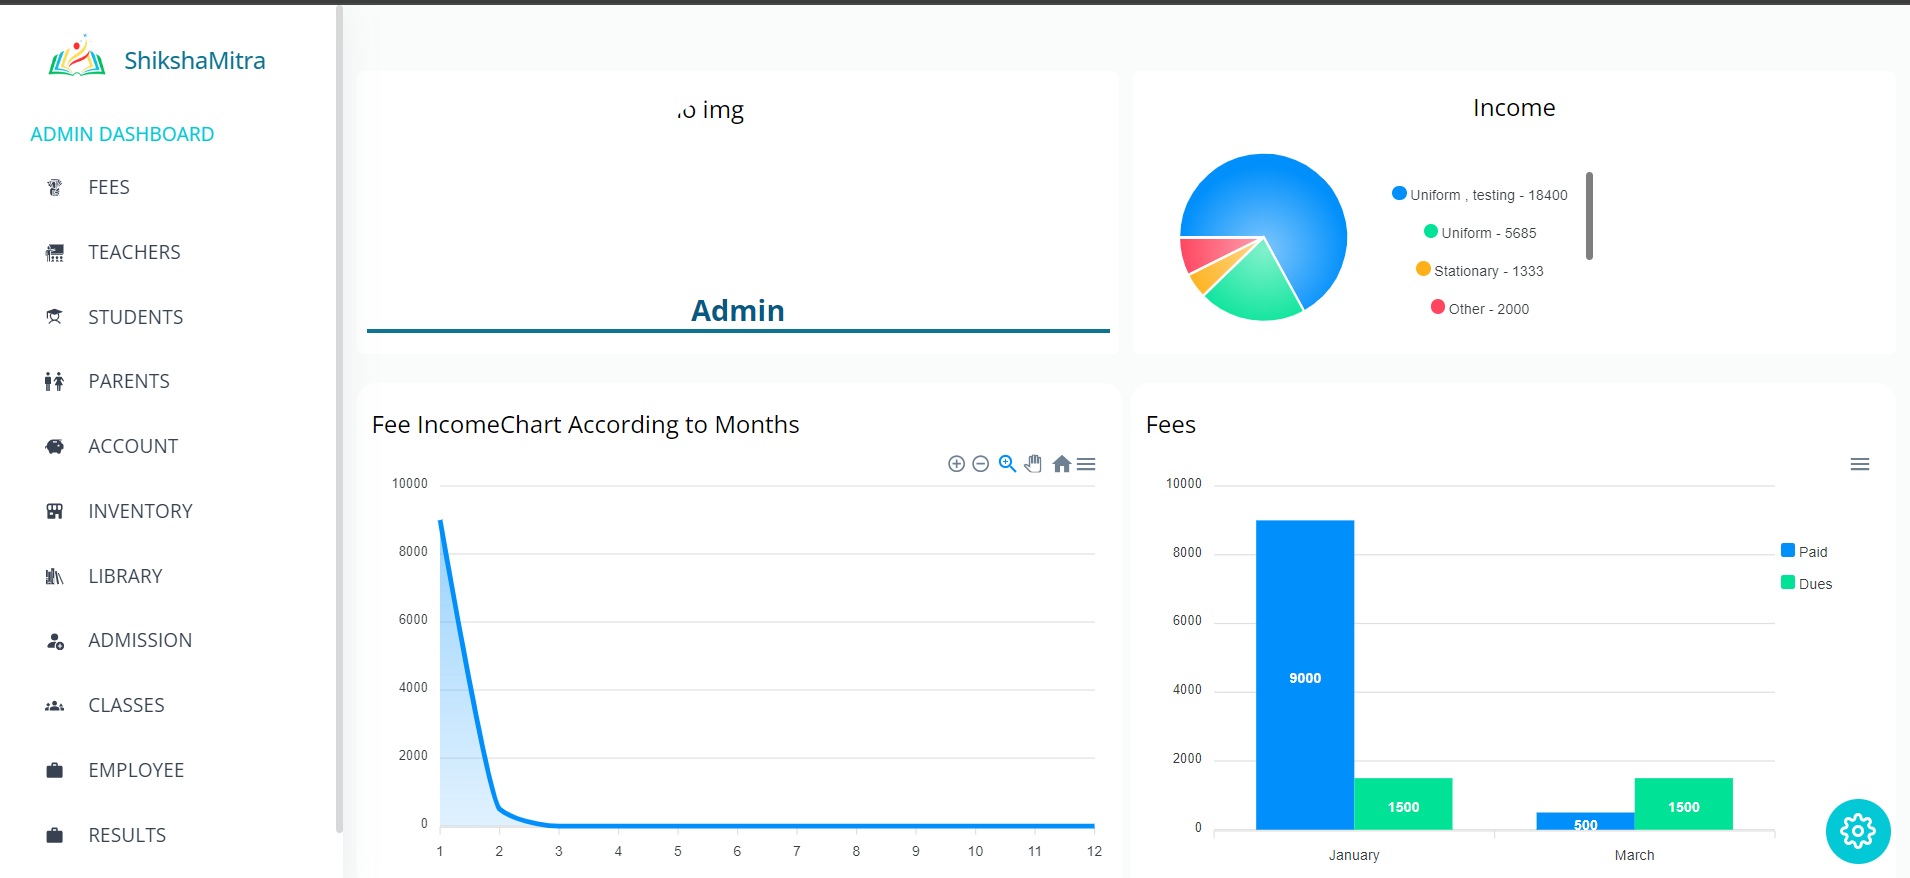 ShikshaMitra
ADMIN DASHBOARD
FEES
TEACHERS
STUDENTS
PARENTS
ACCOUNT
INVENTORY
LIBRARY
ADMISSION
CLASSES
EMPLOYEE
RESULTS
img
Admin
Income
Uniform , testing - 18400
Uniform - 5685
Stationary - 1333
Other - 2000
Fee IncomeChart According to Months
10000
8000
6000
4000
2000
0
1 2 3 4 5 6 7 8 9 10 11 12
Fees
10000
8000
6000
4000
2000
0
9000
1500
500
1500
January March
Paid
Dues